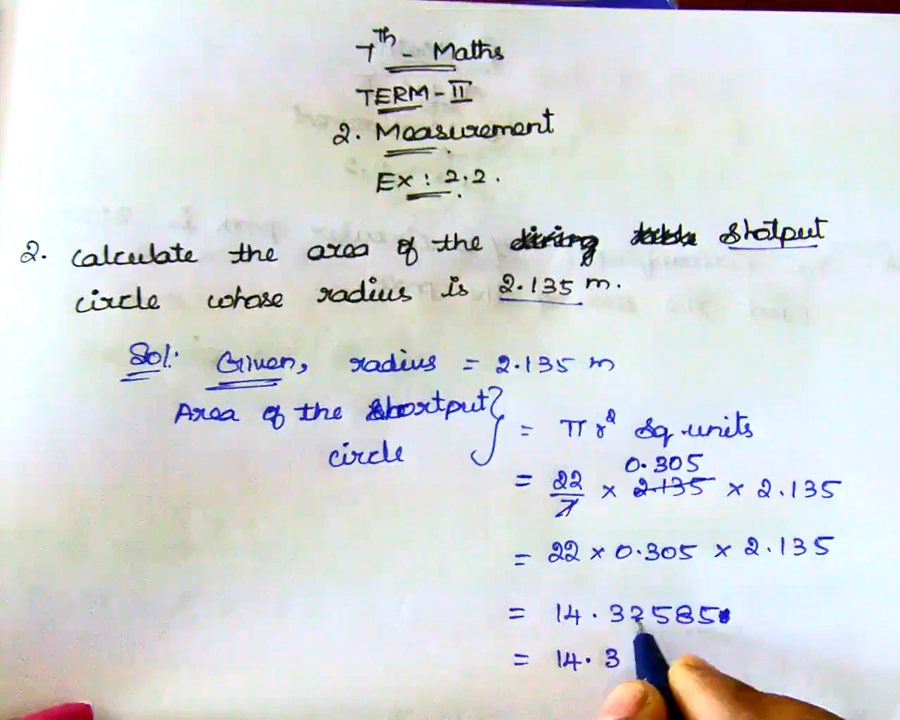 7th - Maths
TERM - II
2. Measurement
Ex : 2.2.
2. Calculate the area of the dining table Shotput
circle whose radius is 2.135 m.
Sol: Given, radius = 2.135 m
Area of the Shortput
circle } = πr² Sq.units
0.305
= 22/7 × 2.135 × 2.135
= 22 × 0.305 × 2.135
= 14.32585
= 14.3